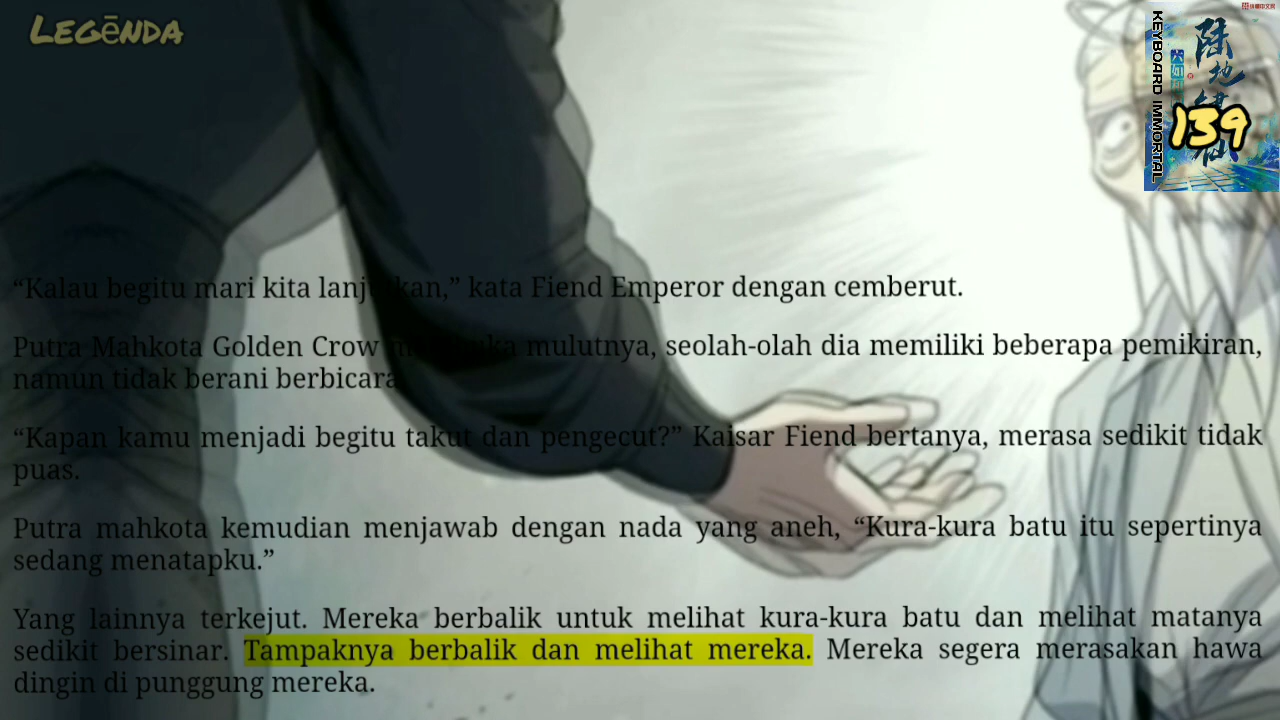 LEGĒNDA
KEYBOARD IMMORTAL
139
“Kalau begitu mari kita lanjutkan,” kata Fiend Emperor dengan cemberut.
Putra Mahkota Golden Crow membuka mulutnya, seolah-olah dia memiliki beberapa pemikiran,
namun tidak berani berbicara.
“Kapan kamu menjadi begitu takut dan pengecut?” Kaisar Fiend bertanya, merasa sedikit tidak
puas.
Putra mahkota kemudian menjawab dengan nada yang aneh, “Kura-kura batu itu sepertinya
sedang menatapku.”
Yang lainnya terkejut. Mereka berbalik untuk melihat kura-kura batu dan melihat matanya
sedikit bersinar. Tampaknya berbalik dan melihat mereka. Mereka segera merasakan hawa
dingin di punggung mereka.